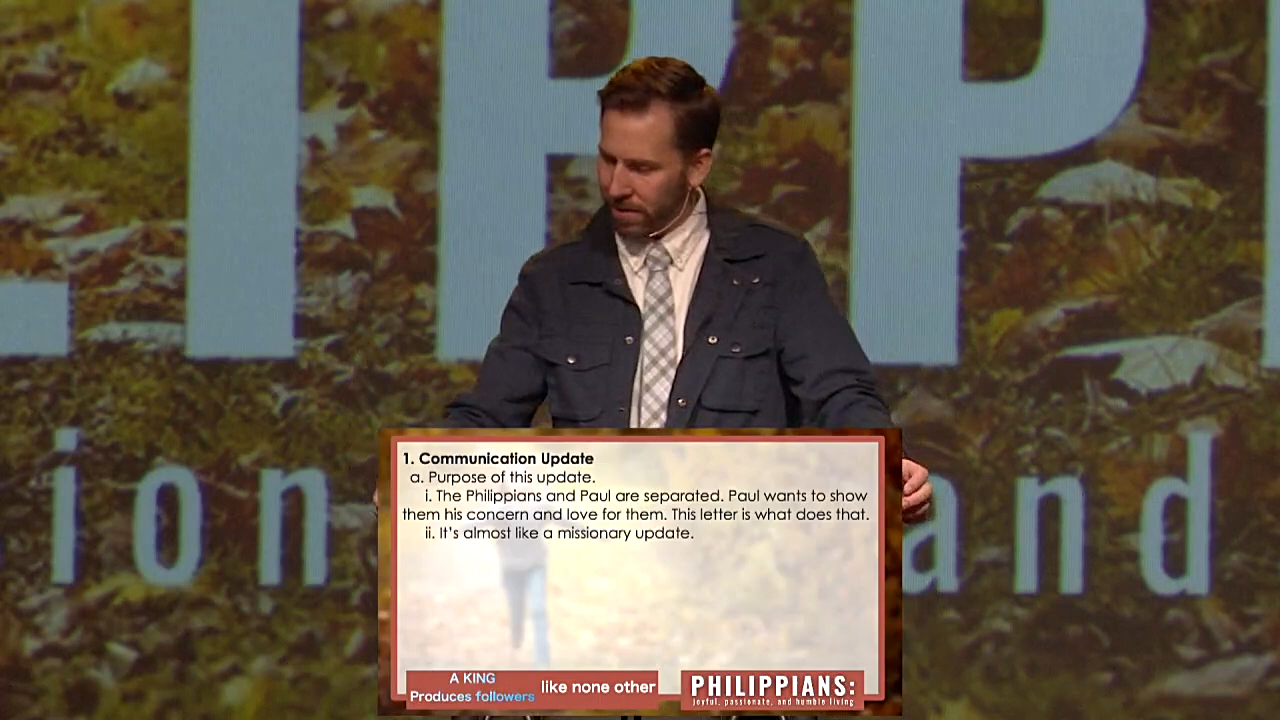 LIPPI
ion and
1. Communication Update
a. Purpose of this update.
i. The Philippians and Paul are separated. Paul wants to show
them his concern and love for them. This letter is what does that.
ii. It's almost like a missionary update.
A KING
Produces followers
like none other
PHILIPPIANS:
joyful, passionate, and humble living